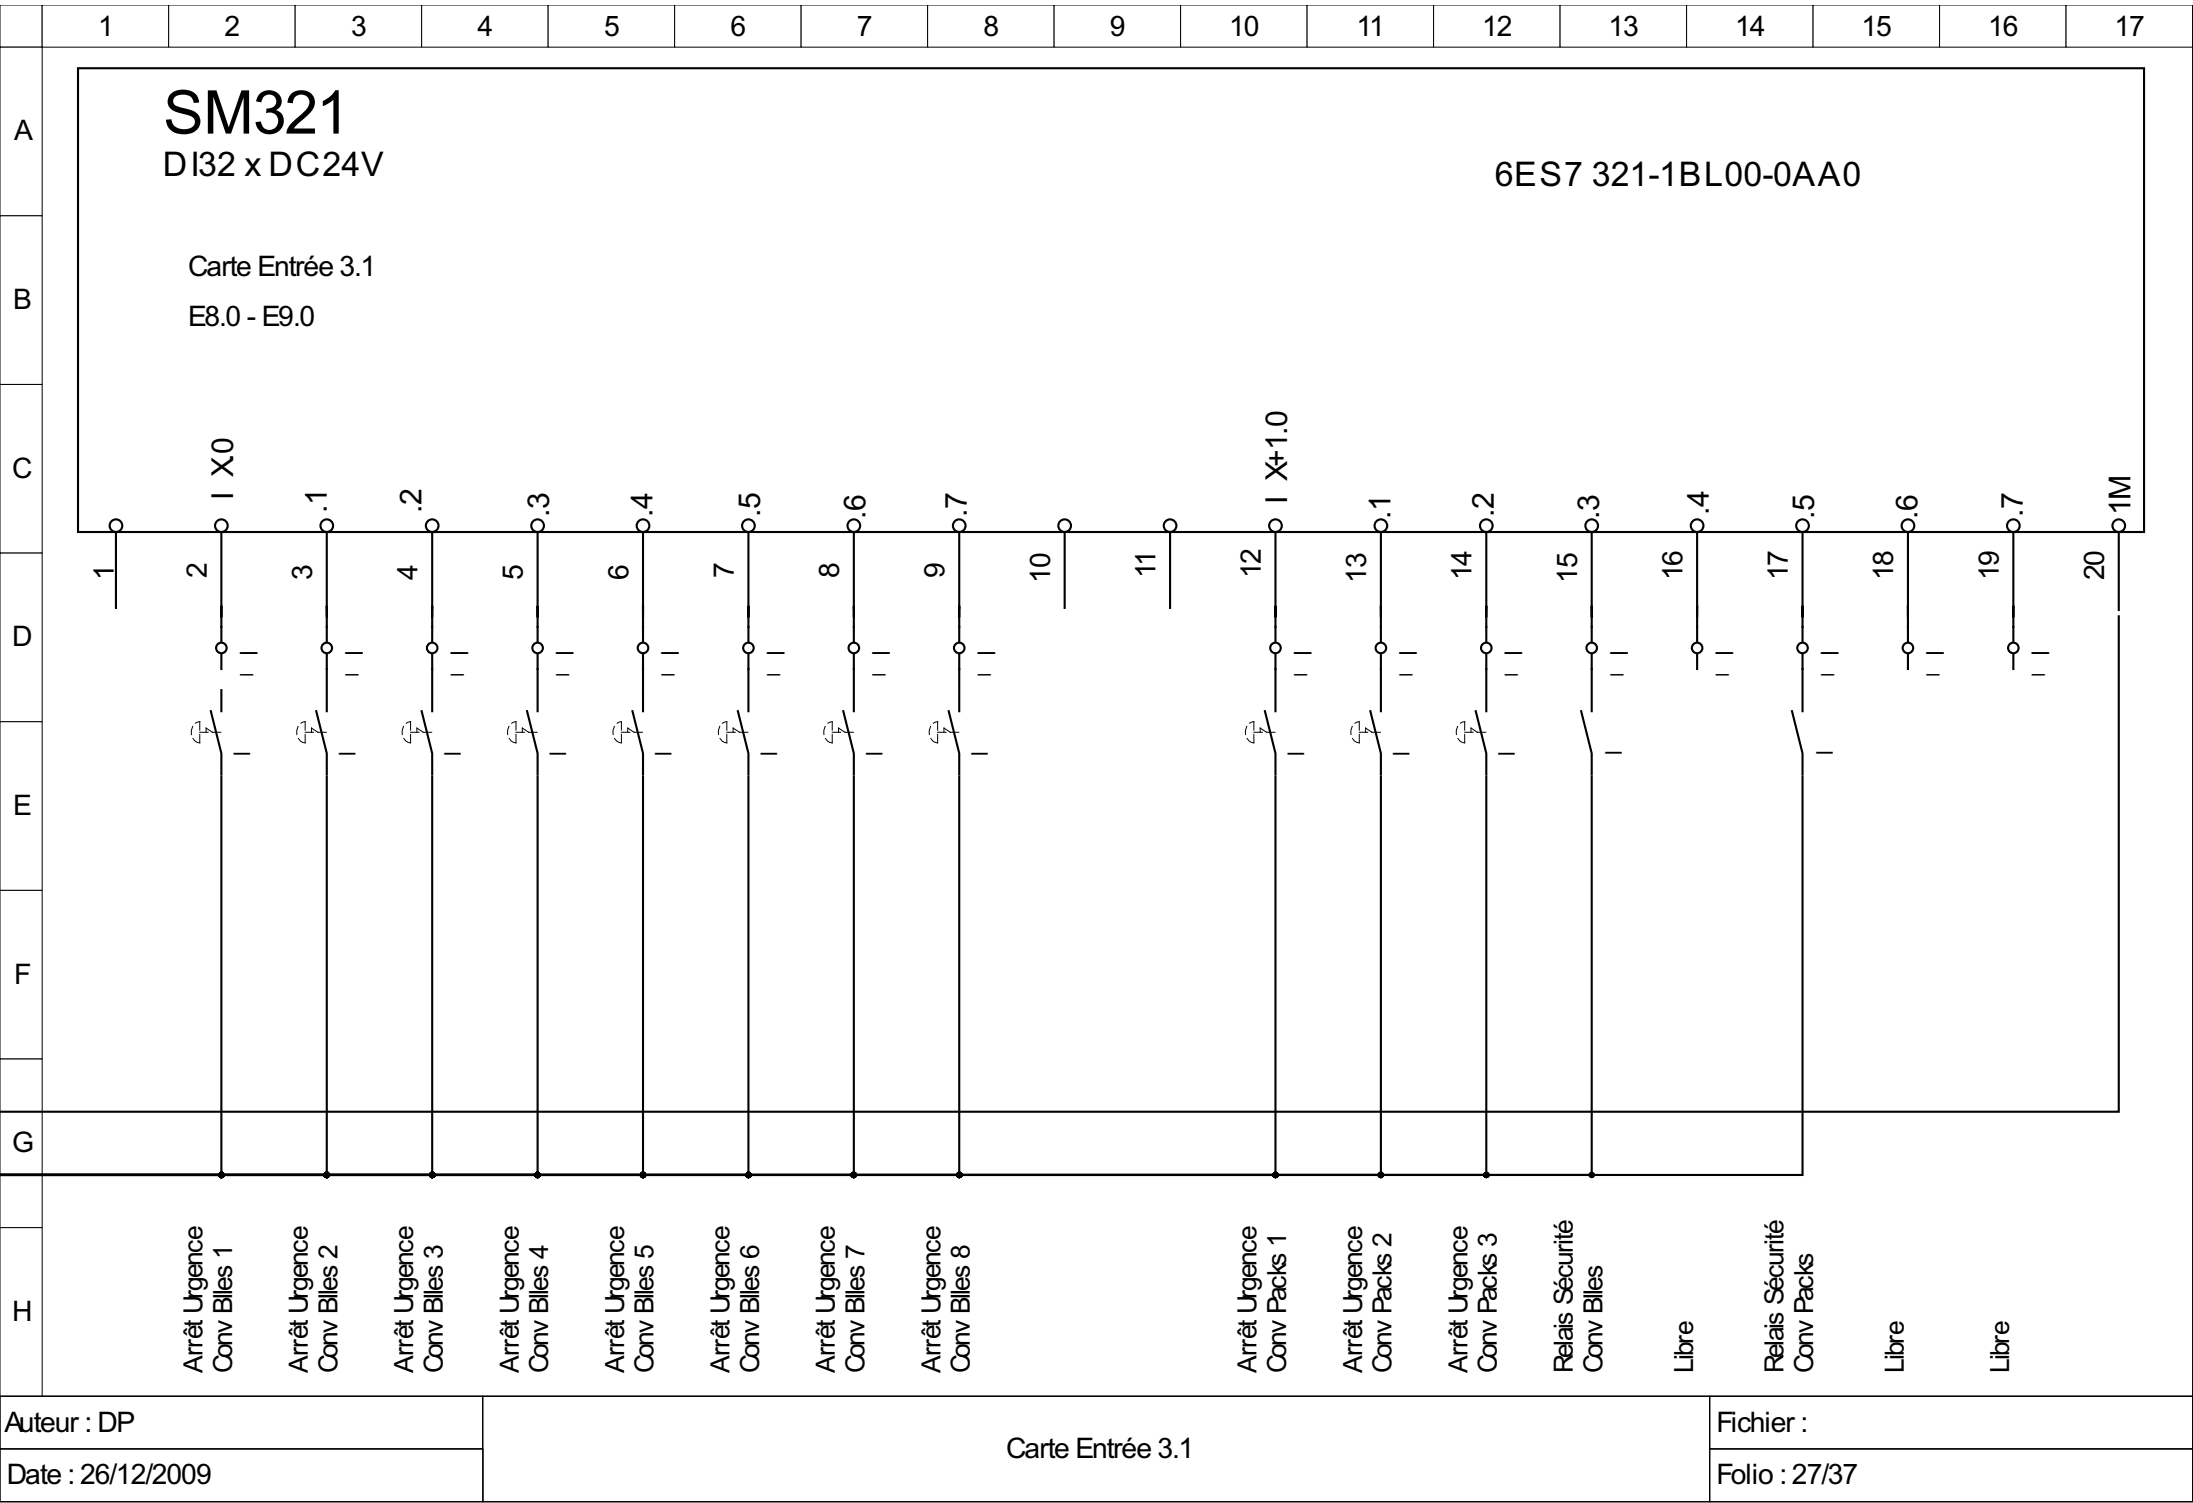 1 2 3 4 5 6 7 8 9 10 11 12 13 14 15 16 17
A
B
C
D
E
F
G
H
SM321
DI32 x DC24V
6ES7 321-1BL00-0AA0
Carte Entrée 3.1
E8.0 - E9.0
I X.0 .1 .2 .3 .4 .5 .6 .7 I X+1.0 .1 .2 .3 .4 .5 .6 .7 1M
1 2 3 4 5 6 7 8 9 10 11 12 13 14 15 16 17 18 19 20
Arrêt Urgence
Conv Blles 1
Arrêt Urgence
Conv Blles 2
Arrêt Urgence
Conv Blles 3
Arrêt Urgence
Conv Blles 4
Arrêt Urgence
Conv Blles 5
Arrêt Urgence
Conv Blles 6
Arrêt Urgence
Conv Blles 7
Arrêt Urgence
Conv Blles 8
Arrêt Urgence
Conv Packs 1
Arrêt Urgence
Conv Packs 2
Arrêt Urgence
Conv Packs 3
Relais Sécurité
Conv Blles
Libre
Relais Sécurité
Conv Packs
Libre
Libre
Auteur : DP
Date : 26/12/2009
Carte Entrée 3.1
Fichier :
Folio : 27/37